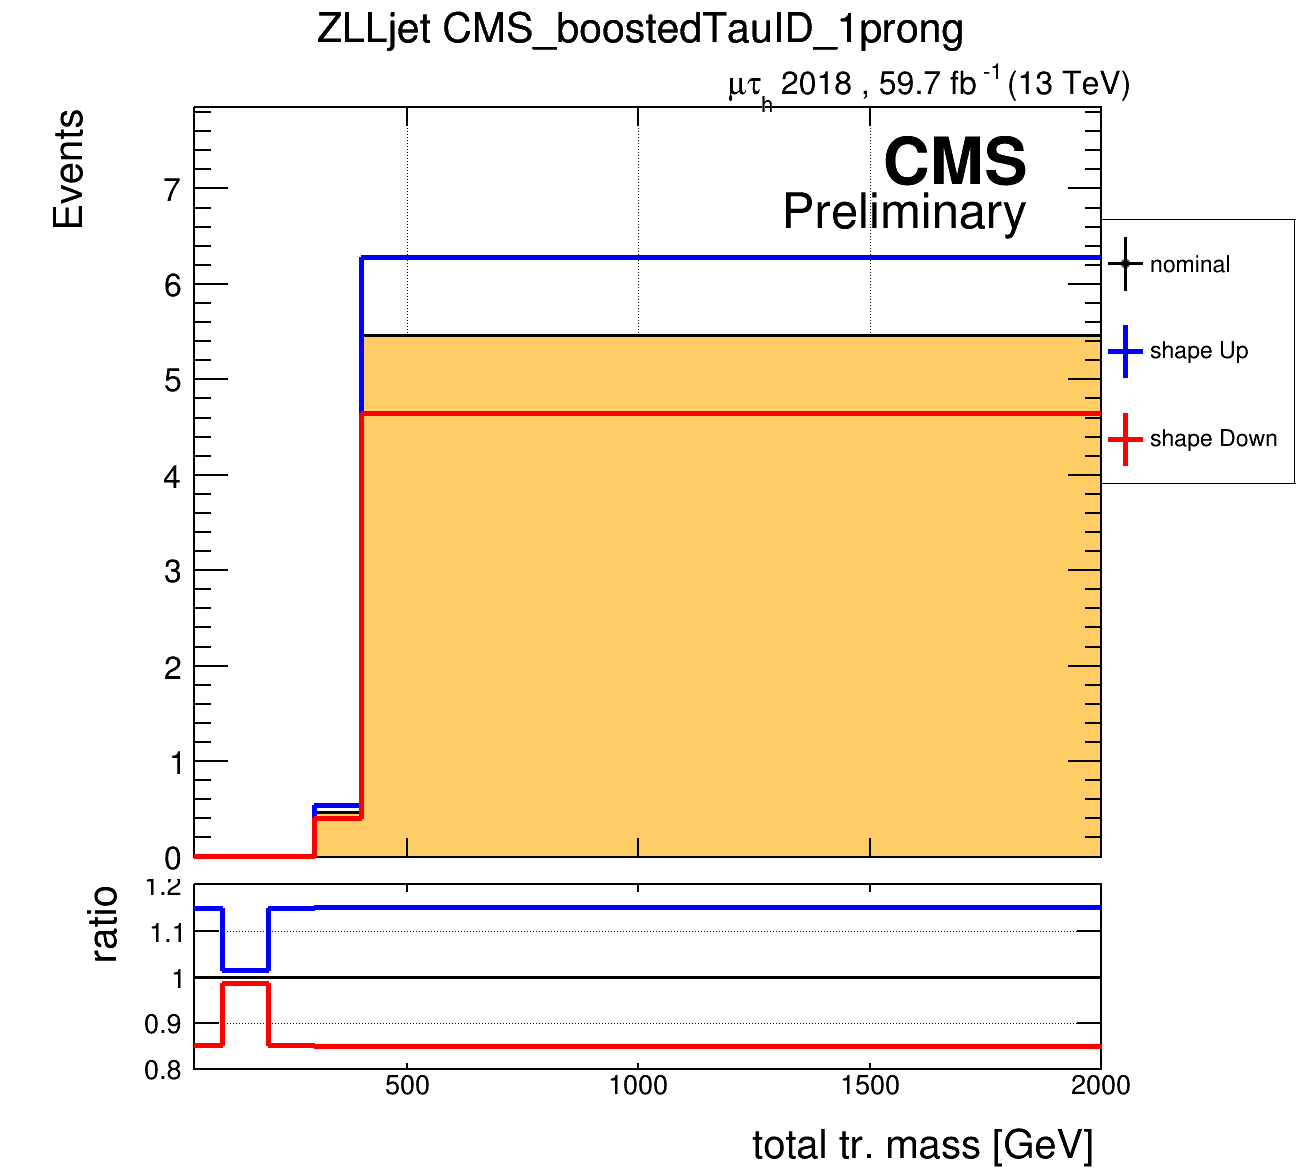 ZLLjet CMS_boostedTauID_1prong
μτh 2018 , 59.7 fb-1 (13 TeV)
Events
CMS
Preliminary
7
6
5
4
3
2
1
0
nominal
shape Up
shape Down
ratio
1.2
1.1
1
0.9
0.8
500 1000 1500 2000
total tr. mass [GeV]